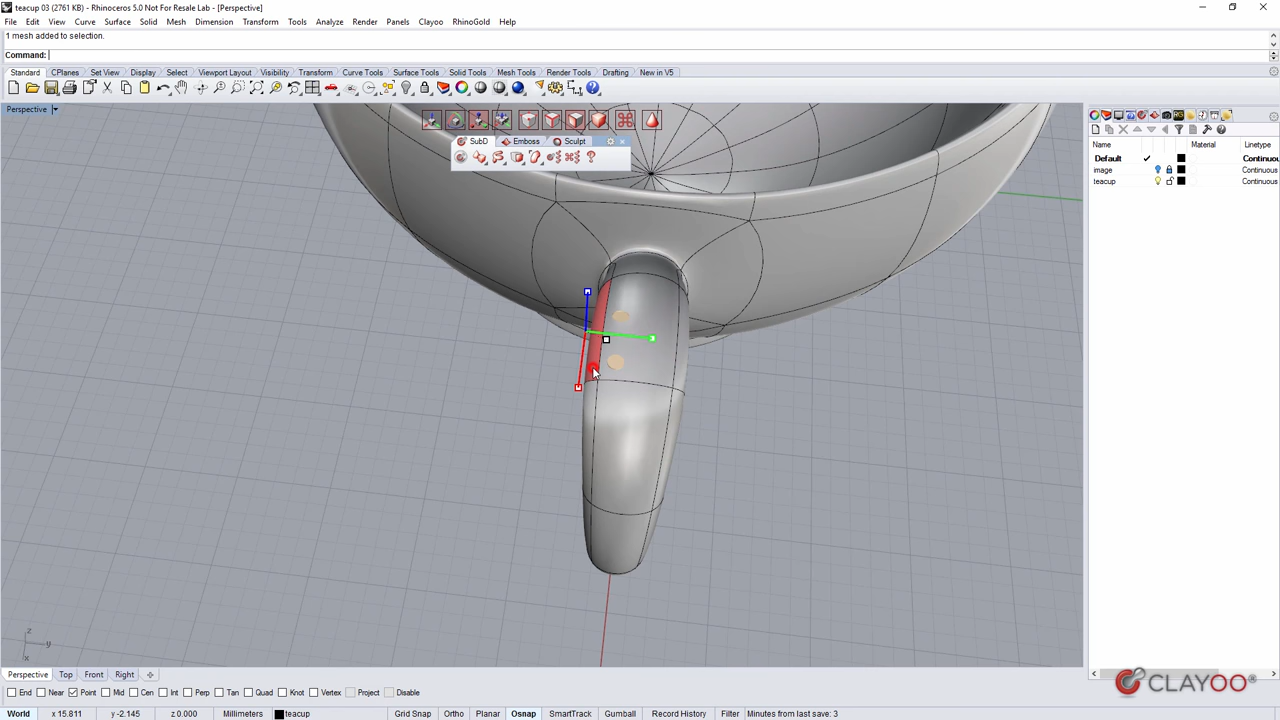 teacup 03 (2761 KB) - Rhinoceros 5.0 Not For Resale Lab - [Perspective]
File Edit View Curve Surface Solid Mesh Dimension Transform Tools Analyze Render Panels Clayoo RhinoGold Help
1 mesh added to selection.
Command:
Standard CPlanes Set View Display Select Viewport Layout Visibility Transform Curve Tools Surface Tools Solid Tools Mesh Tools Render Tools Drafting New in V5
Perspective
SubD Emboss Sculpt
Name Material Linetype
Default Continuo
image Continuous
teacup Continuous
z
y
x
CLAYOO
Perspective Top Front Right
End Near Point Mid Cen Int Perp Tan Quad Knot Vertex Project Disable
World x 15.811 y -2.145 z 0.000 Millimeters teacup Grid Snap Ortho Planar Osnap SmartTrack Gumball Record History Filter Minutes from last save: 3